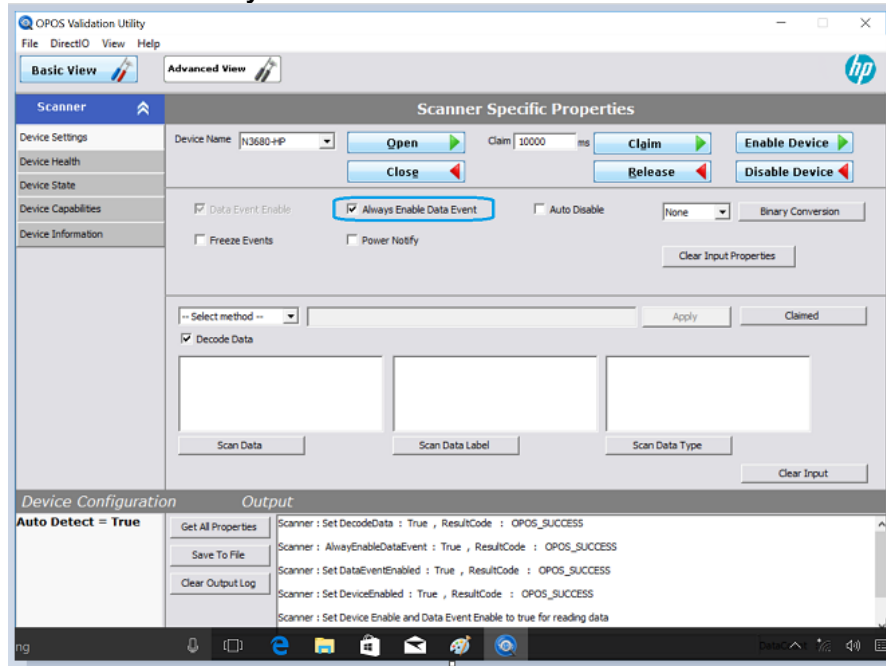 OPOS Validation Utility
File DirectIO View Help
Basic View
Advanced View
hp
Scanner
Scanner Specific Properties
Device Settings
Device Health
Device State
Device Capabilities
Device Information
Device Name N3680-HP Open Claim 10000 ms Claim Enable Device
Close Release Disable Device
Data Event Enable Always Enable Data Event Auto Disable None Binary Conversion
Freeze Events Power Notify
Clear Input Properties
-- Select method -- Apply Claimed
Decode Data
Scan Data Scan Data Label Scan Data Type
Clear Input
Device Configuration Output
Auto Detect = True
Get All Properties
Save To File
Clear Output Log
Scanner : Set DecodeData : True , ResultCode : OPOS_SUCCESS
Scanner : AlwayEnableDataEvent : True , ResultCode : OPOS_SUCCESS
Scanner : Set DataEventEnabled : True , ResultCode : OPOS_SUCCESS
Scanner : Set DeviceEnabled : True , ResultCode : OPOS_SUCCESS
Scanner : Set Device Enable and Data Event Enable to true for reading data
ng